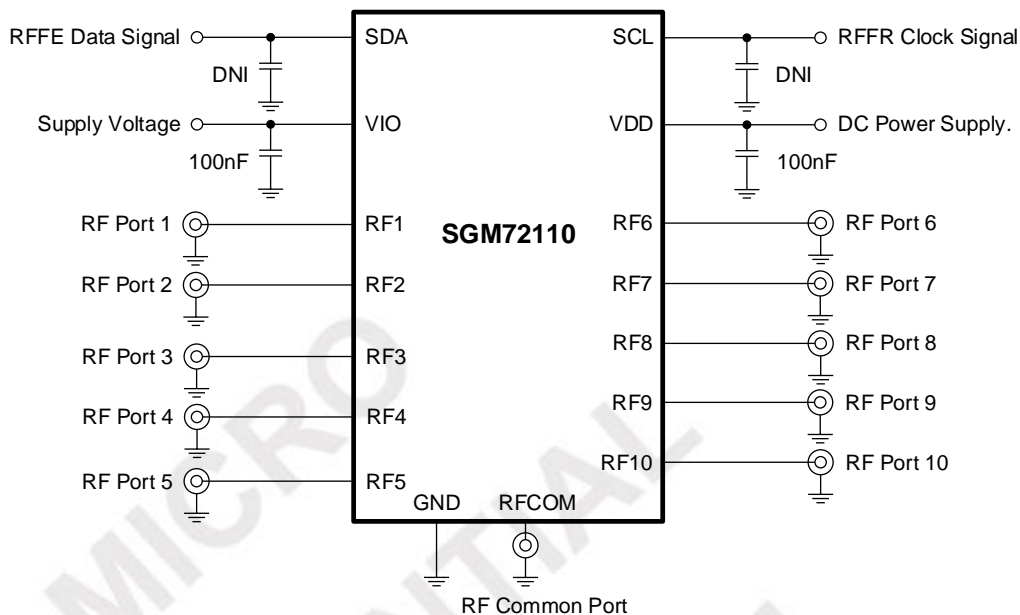 RFFE Data Signal
SDA
SCL
RFFR Clock Signal
DNI
DNI
Supply Voltage
VIO
VDD
DC Power Supply.
100nF
100nF
RF Port 1
RF1
SGM72110
RF6
RF Port 6
RF Port 2
RF2
RF7
RF Port 7
RF Port 3
RF3
RF8
RF Port 8
RF Port 4
RF4
RF9
RF Port 9
RF Port 5
RF5
RF10
RF Port 10
GND
RFCOM
RF Common Port
MICRO